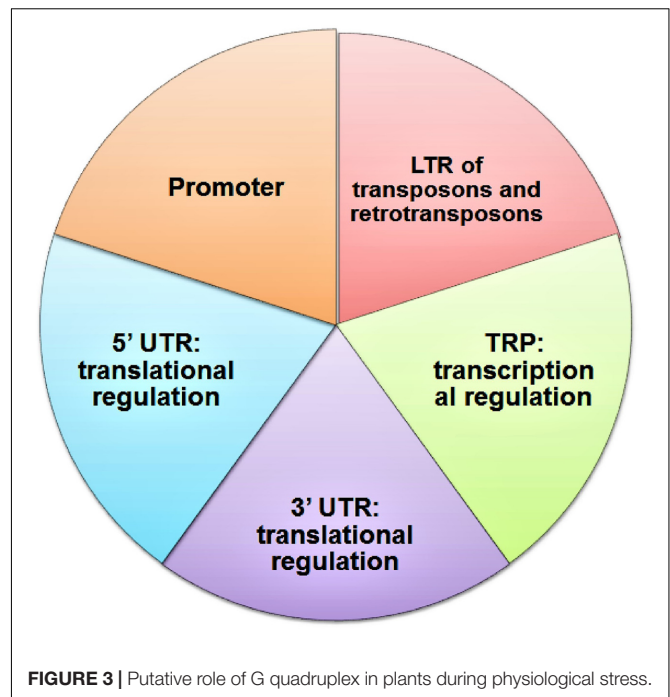 Promoter
LTR of
transposons and
retrotransposons
5’ UTR:
translational
regulation
TRP:
transcription
al regulation
3’ UTR:
translational
regulation
FIGURE 3 | Putative role of G quadruplex in plants during physiological stress.